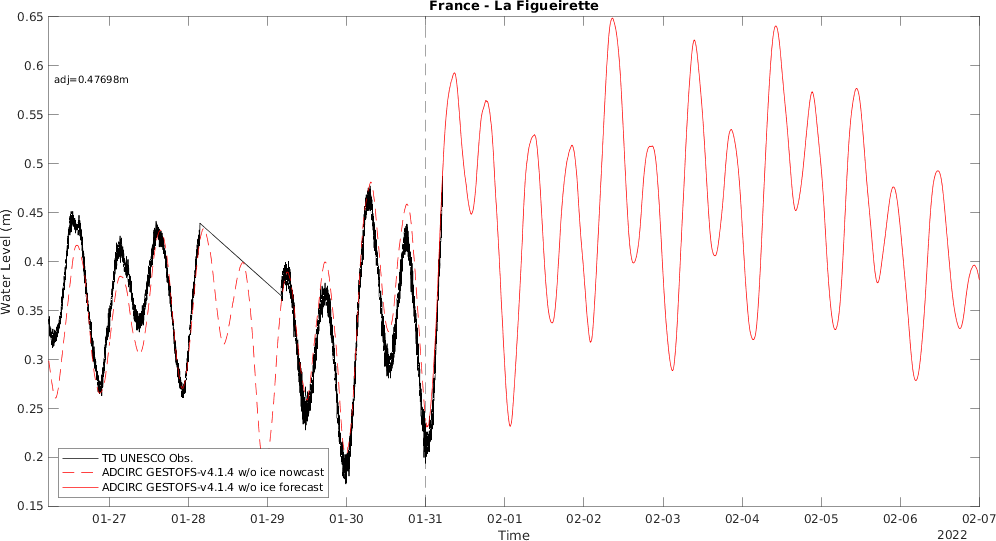 France - La Figueirette
adj=0.47698m
Water Level (m)
0.65
0.6
0.55
0.5
0.45
0.4
0.35
0.3
0.25
0.2
0.15
TD UNESCO Obs.
ADCIRC GESTOFS-v4.1.4 w/o ice nowcast
ADCIRC GESTOFS-v4.1.4 w/o ice forecast
01-27 01-28 01-29 01-30 01-31 02-01 02-02 02-03 02-04 02-05 02-06 02-07
Time
2022